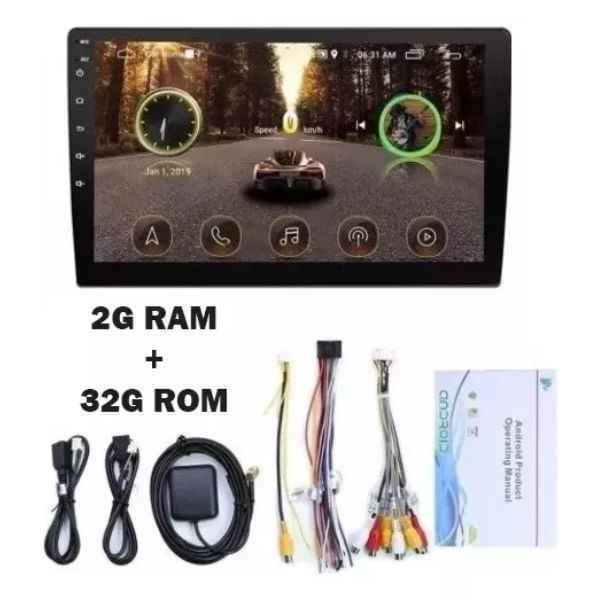 06:31 AM
Speed 0 km/h
Jan 1, 2019
2G RAM
+
32G ROM
Android Product
Operating Manual